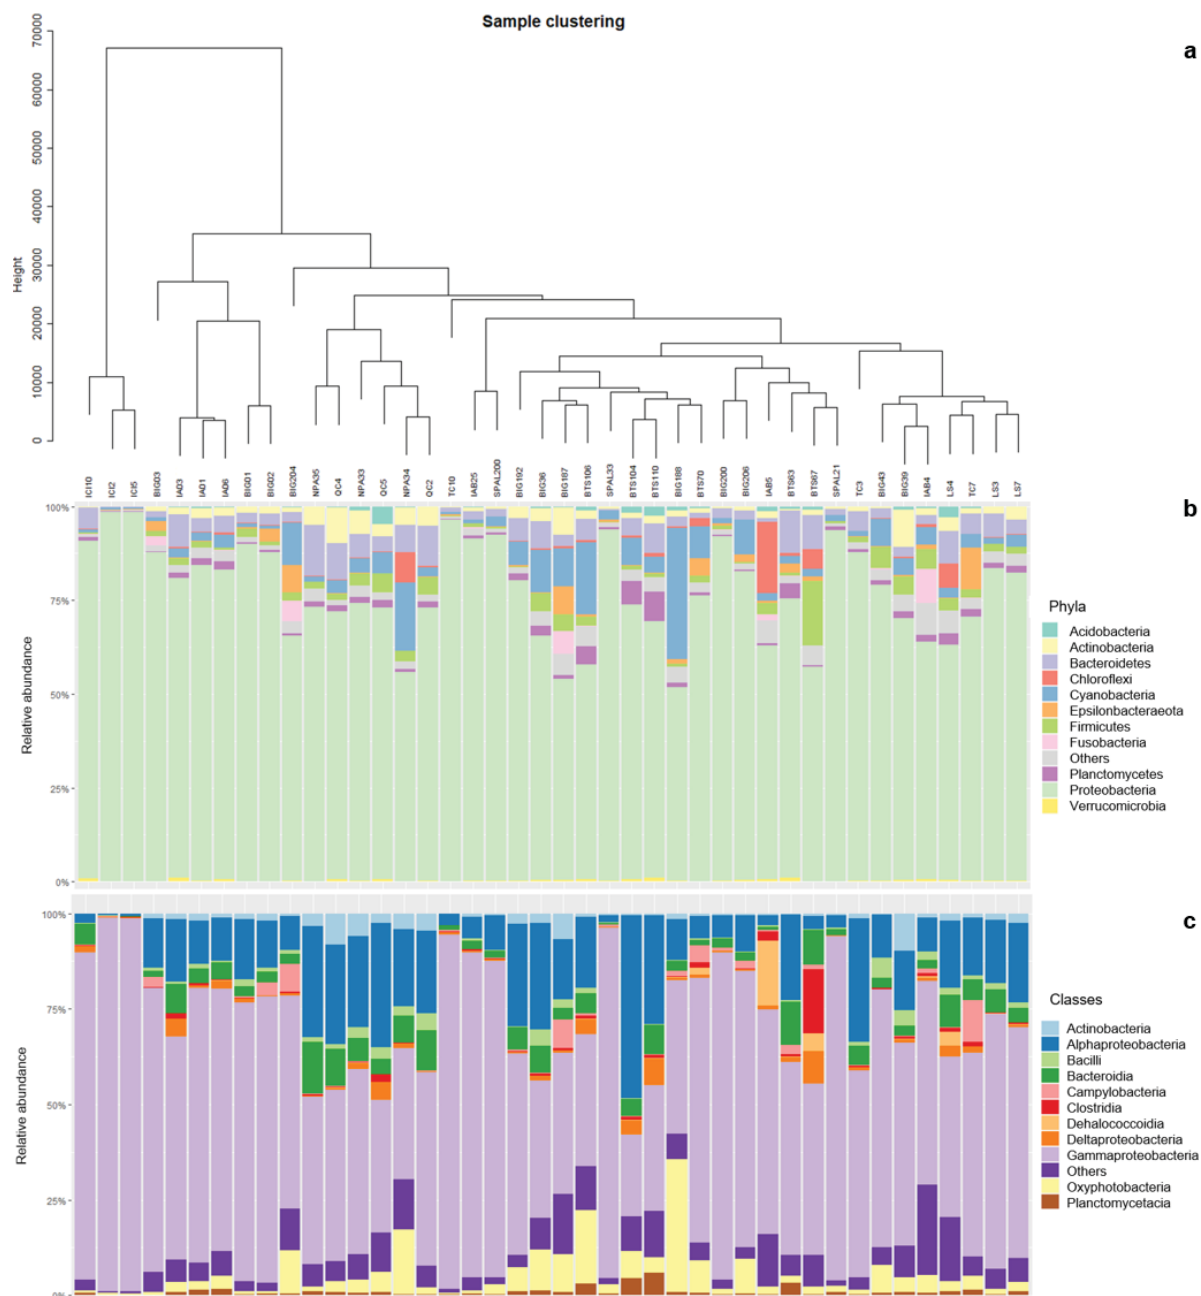 Sample clustering
a
Height
70000
60000
50000
40000
30000
20000
10000
0
ICI10
ICI2
ICI5
BIG03
IAD3
IAD1
IAD6
BIG01
BIG02
BIG204
NPA35
QC4
NPA33
QC5
NPA34
QC2
TC10
IAB25
SPAL200
BIG192
BIG36
BIG187
BTS106
SPAL33
BTS104
BTS110
BIG188
BTS70
BIG200
BIG206
IAB5
BTS63
BTS67
SPAL21
TC3
BIG43
BIG39
IAB4
LS4
TC7
LS3
LS7
b
Relative abundance
100%
75%
50%
25%
0%
Phyla
Acidobacteria
Actinobacteria
Bacteroidetes
Chloroflexi
Cyanobacteria
Epsilonbacteraeota
Firmicutes
Fusobacteria
Others
Planctomycetes
Proteobacteria
Verrucomicrobia
c
Relative abundance
100%
75%
50%
25%
0%
Classes
Actinobacteria
Alphaproteobacteria
Bacilli
Bacteroidia
Campylobacteria
Clostridia
Dehalococcoidia
Deltaproteobacteria
Gammaproteobacteria
Others
Oxyphotobacteria
Planctomycetacia